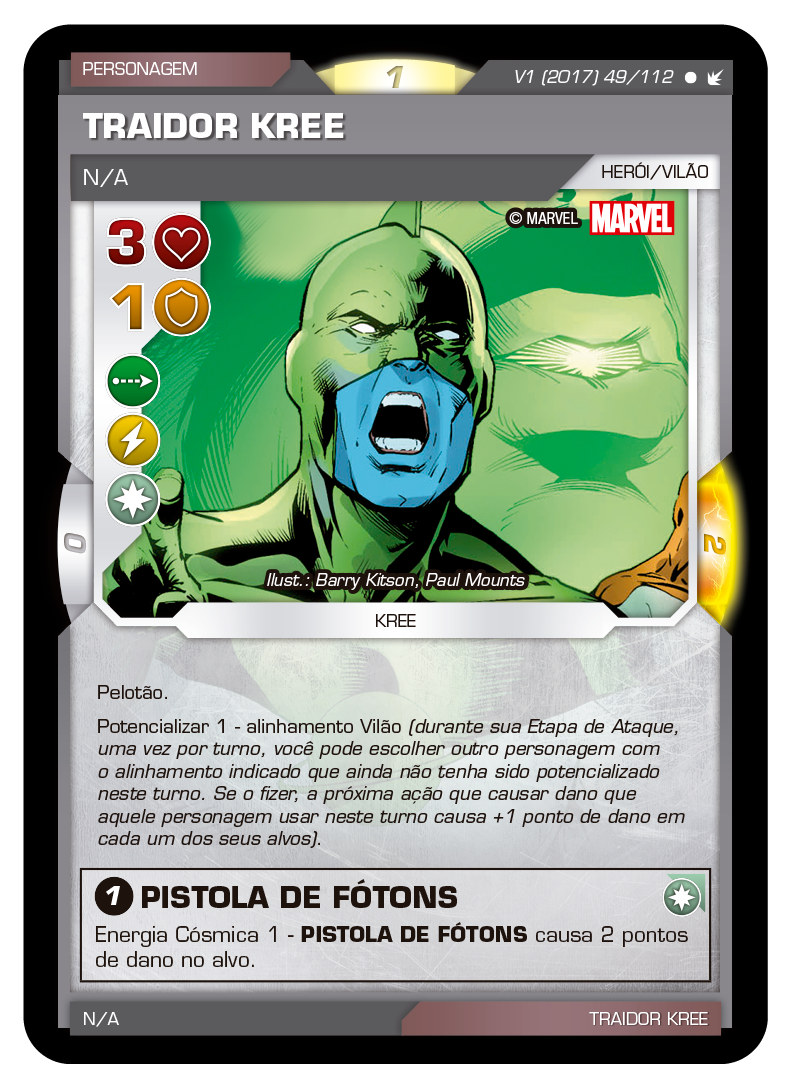 PERSONAGEM
1
V1 (2017) 49/112
TRAIDOR KREE
N/A
HERÓI/VILÃO
© MARVEL MARVEL
3
1
0
2
Ilust.: Barry Kitson, Paul Mounts
KREE
Pelotão.
Potencializar 1 - alinhamento Vilão (durante sua Etapa de Ataque,
uma vez por turno, você pode escolher outro personagem com
o alinhamento indicado que ainda não tenha sido potencializado
neste turno. Se o fizer, a próxima ação que causar dano que
aquele personagem usar neste turno causa +1 ponto de dano em
cada um dos seus alvos).
1 PISTOLA DE FÓTONS
Energia Cósmica 1 - PISTOLA DE FÓTONS causa 2 pontos
de dano no alvo.
N/A
TRAIDOR KREE